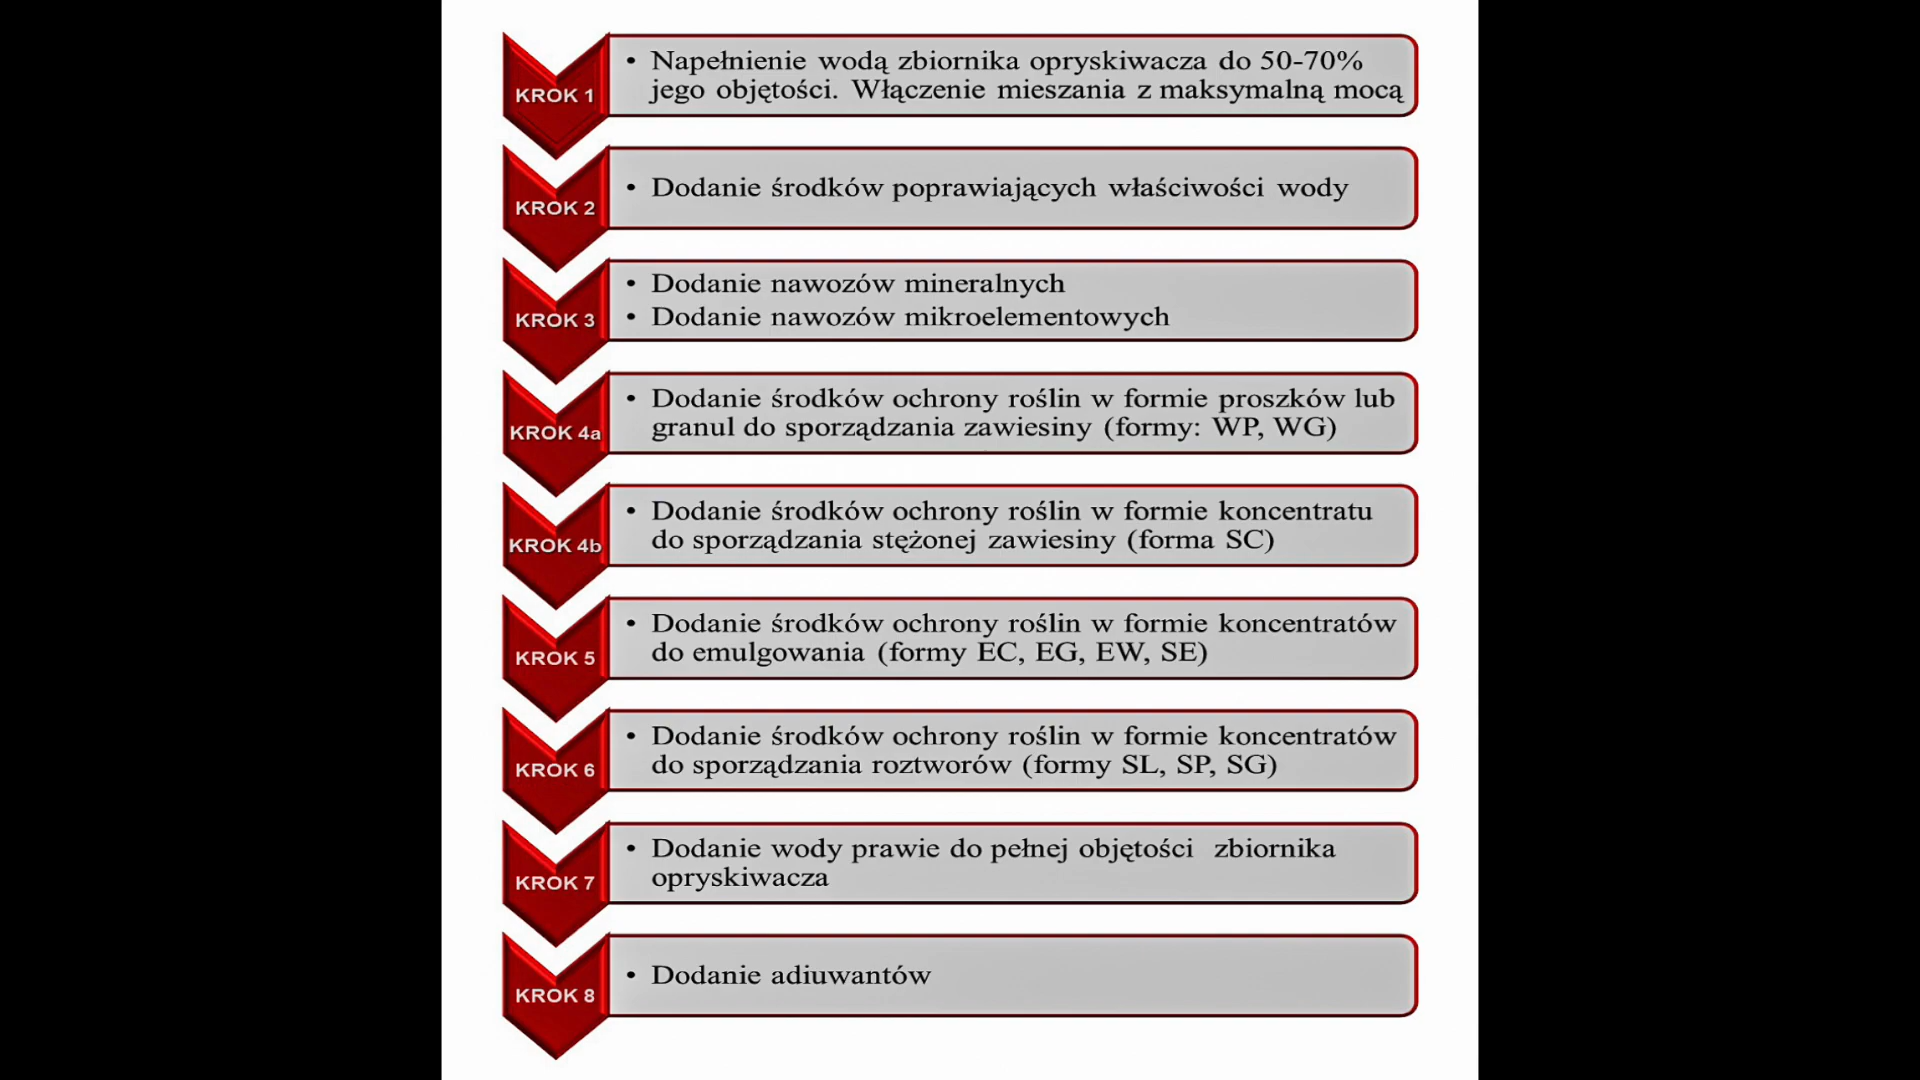 KROK 1
• Napełnienie wodą zbiornika opryskiwacza do 50-70%
jego objętości. Włączenie mieszania z maksymalną mocą
KROK 2
• Dodanie środków poprawiających właściwości wody
KROK 3
• Dodanie nawozów mineralnych
• Dodanie nawozów mikroelementowych
KROK 4a
• Dodanie środków ochrony roślin w formie proszków lub
granul do sporządzania zawiesiny (formy: WP, WG)
KROK 4b
• Dodanie środków ochrony roślin w formie koncentratu
do sporządzania stężonej zawiesiny (forma SC)
KROK 5
• Dodanie środków ochrony roślin w formie koncentratów
do emulgowania (formy EC, EG, EW, SE)
KROK 6
• Dodanie środków ochrony roślin w formie koncentratów
do sporządzania roztworów (formy SL, SP, SG)
KROK 7
• Dodanie wody prawie do pełnej objętości zbiornika
opryskiwacza
KROK 8
• Dodanie adiuwantów